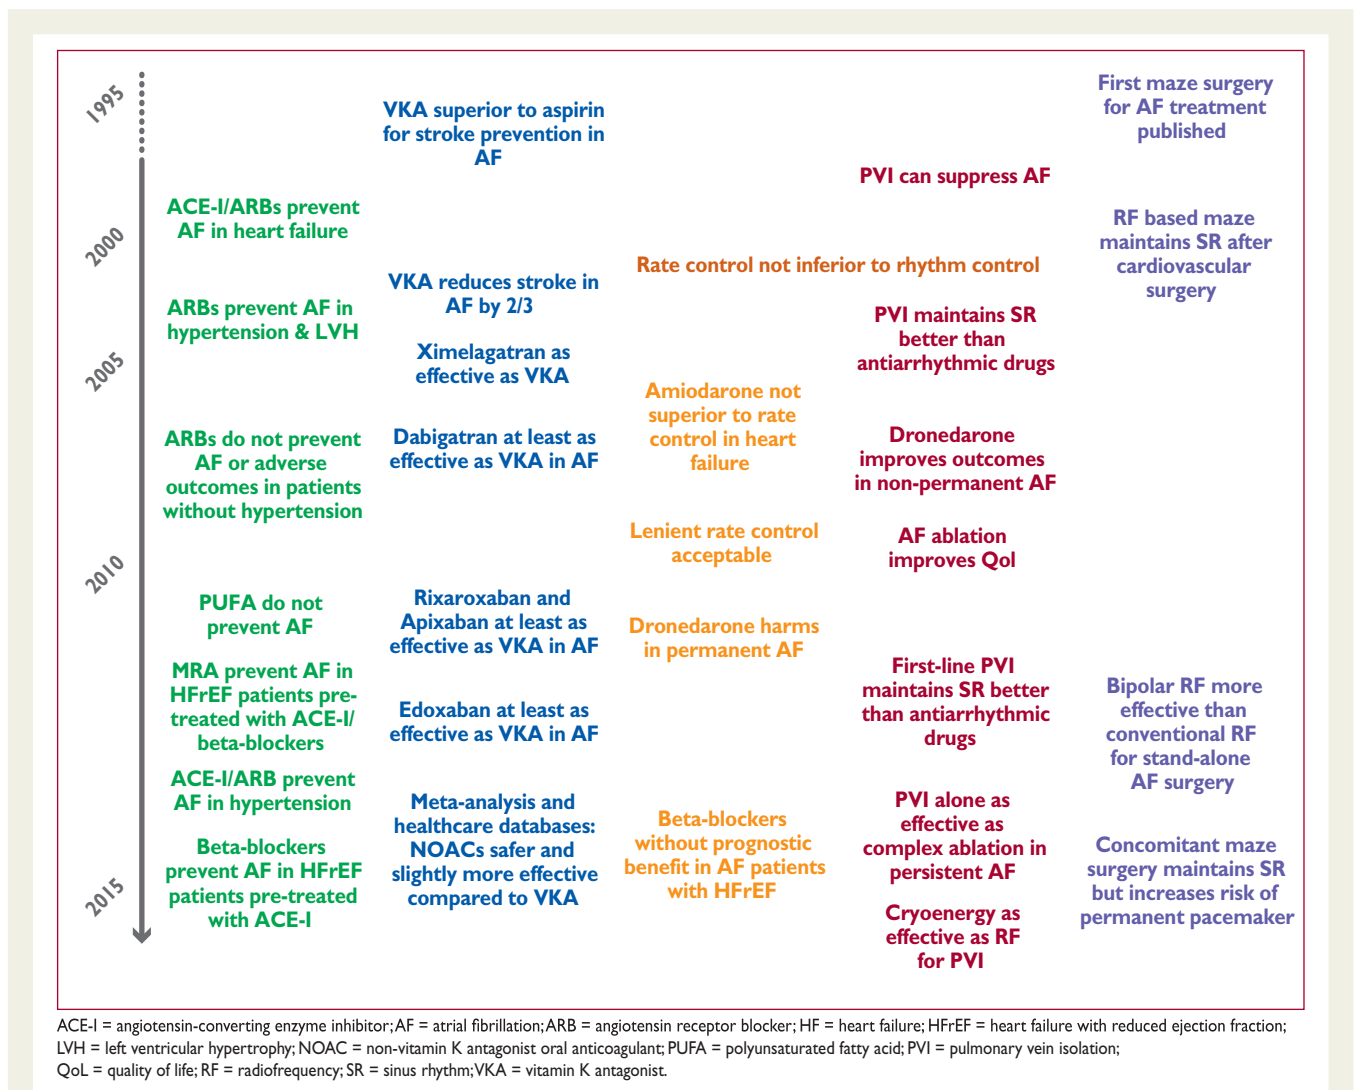 1995
2000
2005
2010
2015
ACE-I/ARBs prevent
AF in heart failure
ARBs prevent AF in
hypertension & LVH
ARBs do not prevent
AF or adverse
outcomes in patients
without hypertension
PUFA do not
prevent AF
MRA prevent AF in
HFrEF patients pre-
treated with ACE-I/
beta-blockers
ACE-I/ARB prevent
AF in hypertension
Beta-blockers
prevent AF in HFrEF
patients pre-treated
with ACE-I
VKA superior to aspirin
for stroke prevention in
AF
VKA reduces stroke in
AF by 2/3
Ximelagatran as
effective as VKA
Dabigatran at least as
effective as VKA in AF
Rixaroxaban and
Apixaban at least as
effective as VKA in AF
Edoxaban at least as
effective as VKA in AF
Meta-analysis and
healthcare databases:
NOACs safer and
slightly more effective
compared to VKA
Rate control not inferior to rhythm control
Amiodarone not
superior to rate
control in heart
failure
Lenient rate control
acceptable
Dronedarone harms
in permanent AF
Beta-blockers
without prognostic
benefit in AF patients
with HFrEF
PVI can suppress AF
PVI maintains SR
better than
antiarrhythmic drugs
Dronedarone
improves outcomes
in non-permanent AF
AF ablation
improves Qol
First-line PVI
maintains SR better
than antiarrhythmic
drugs
PVI alone as
effective as
complex ablation in
persistent AF
Cryoenergy as
effective as RF
for PVI
First maze surgery
for AF treatment
published
RF based maze
maintains SR after
cardiovascular
surgery
Bipolar RF more
effective than
conventional RF
for stand-alone
AF surgery
Concomitant maze
surgery maintains SR
but increases risk of
permanent pacemaker
ACE-I = angiotensin-converting enzyme inhibitor; AF = atrial fibrillation; ARB = angiotensin receptor blocker; HF = heart failure; HFrEF = heart failure with reduced ejection fraction;
LVH = left ventricular hypertrophy; NOAC = non-vitamin K antagonist oral anticoagulant; PUFA = polyunsaturated fatty acid; PVI = pulmonary vein isolation;
QoL = quality of life; RF = radiofrequency; SR = sinus rhythm; VKA = vitamin K antagonist.